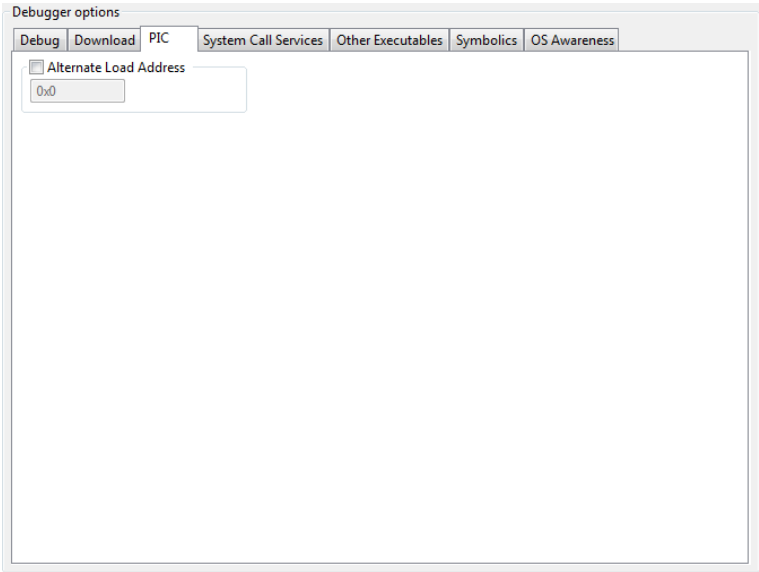 Debugger options
Debug Download PIC System Call Services Other Executables Symbolics OS Awareness
Alternate Load Address
0x0